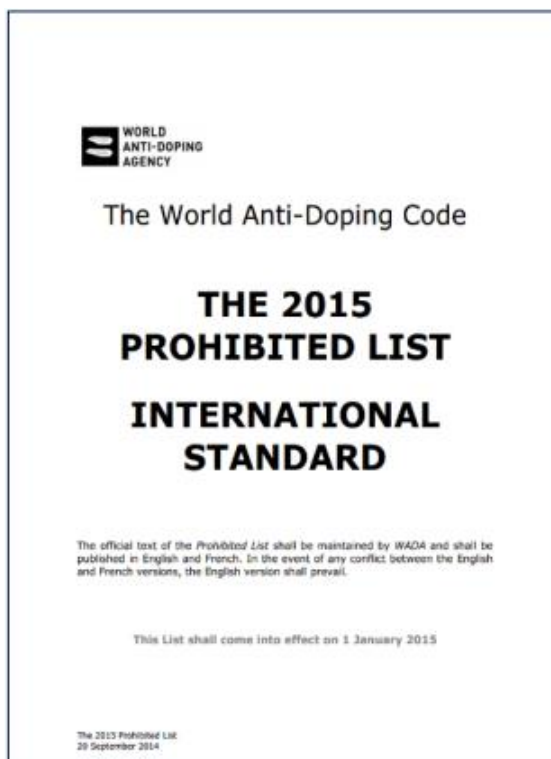 WORLD
ANTI-DOPING
AGENCY
The World Anti-Doping Code
THE 2015
PROHIBITED LIST
INTERNATIONAL
STANDARD
The official text of the Prohibited List shall be maintained by WADA and shall be
published in English and French. In the event of any conflict between the English
and French versions, the English version shall prevail.
This List shall come into effect on 1 January 2015
The 2015 Prohibited List
20 September 2014